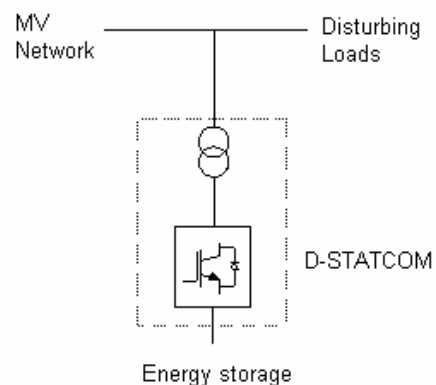 MV
Network
Disturbing
Loads
D-STATCOM
Energy storage